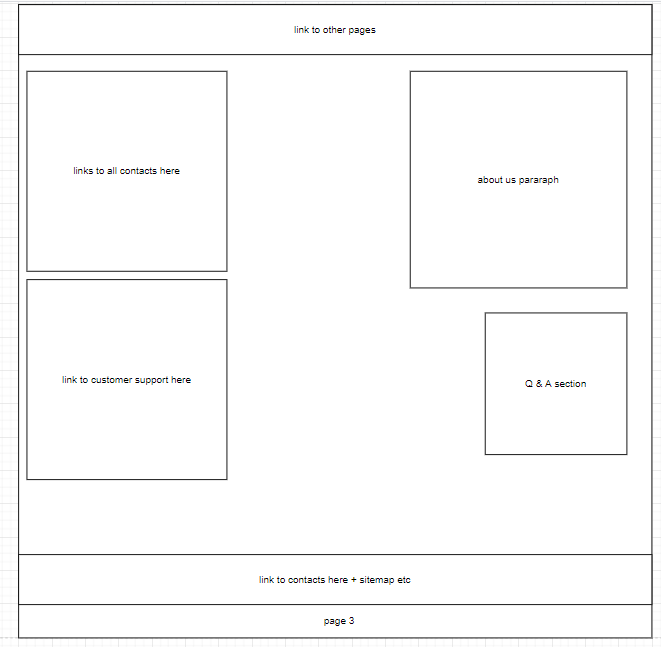 link to other pages
links to all contacts here
about us pararaph
link to customer support here
Q & A section
link to contacts here + sitemap etc
page 3